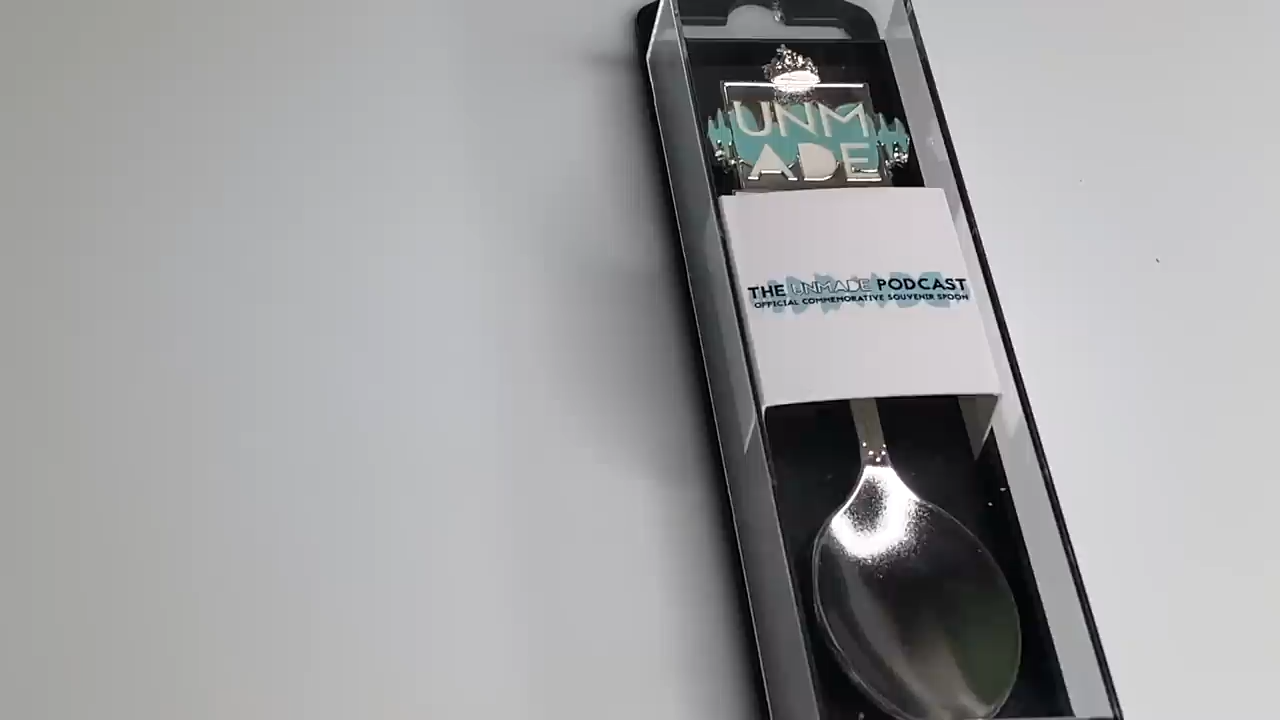 UNM
ADE
THE UNMADE PODCAST
OFFICIAL COMMEMORATIVE SOUVENIR SPOON